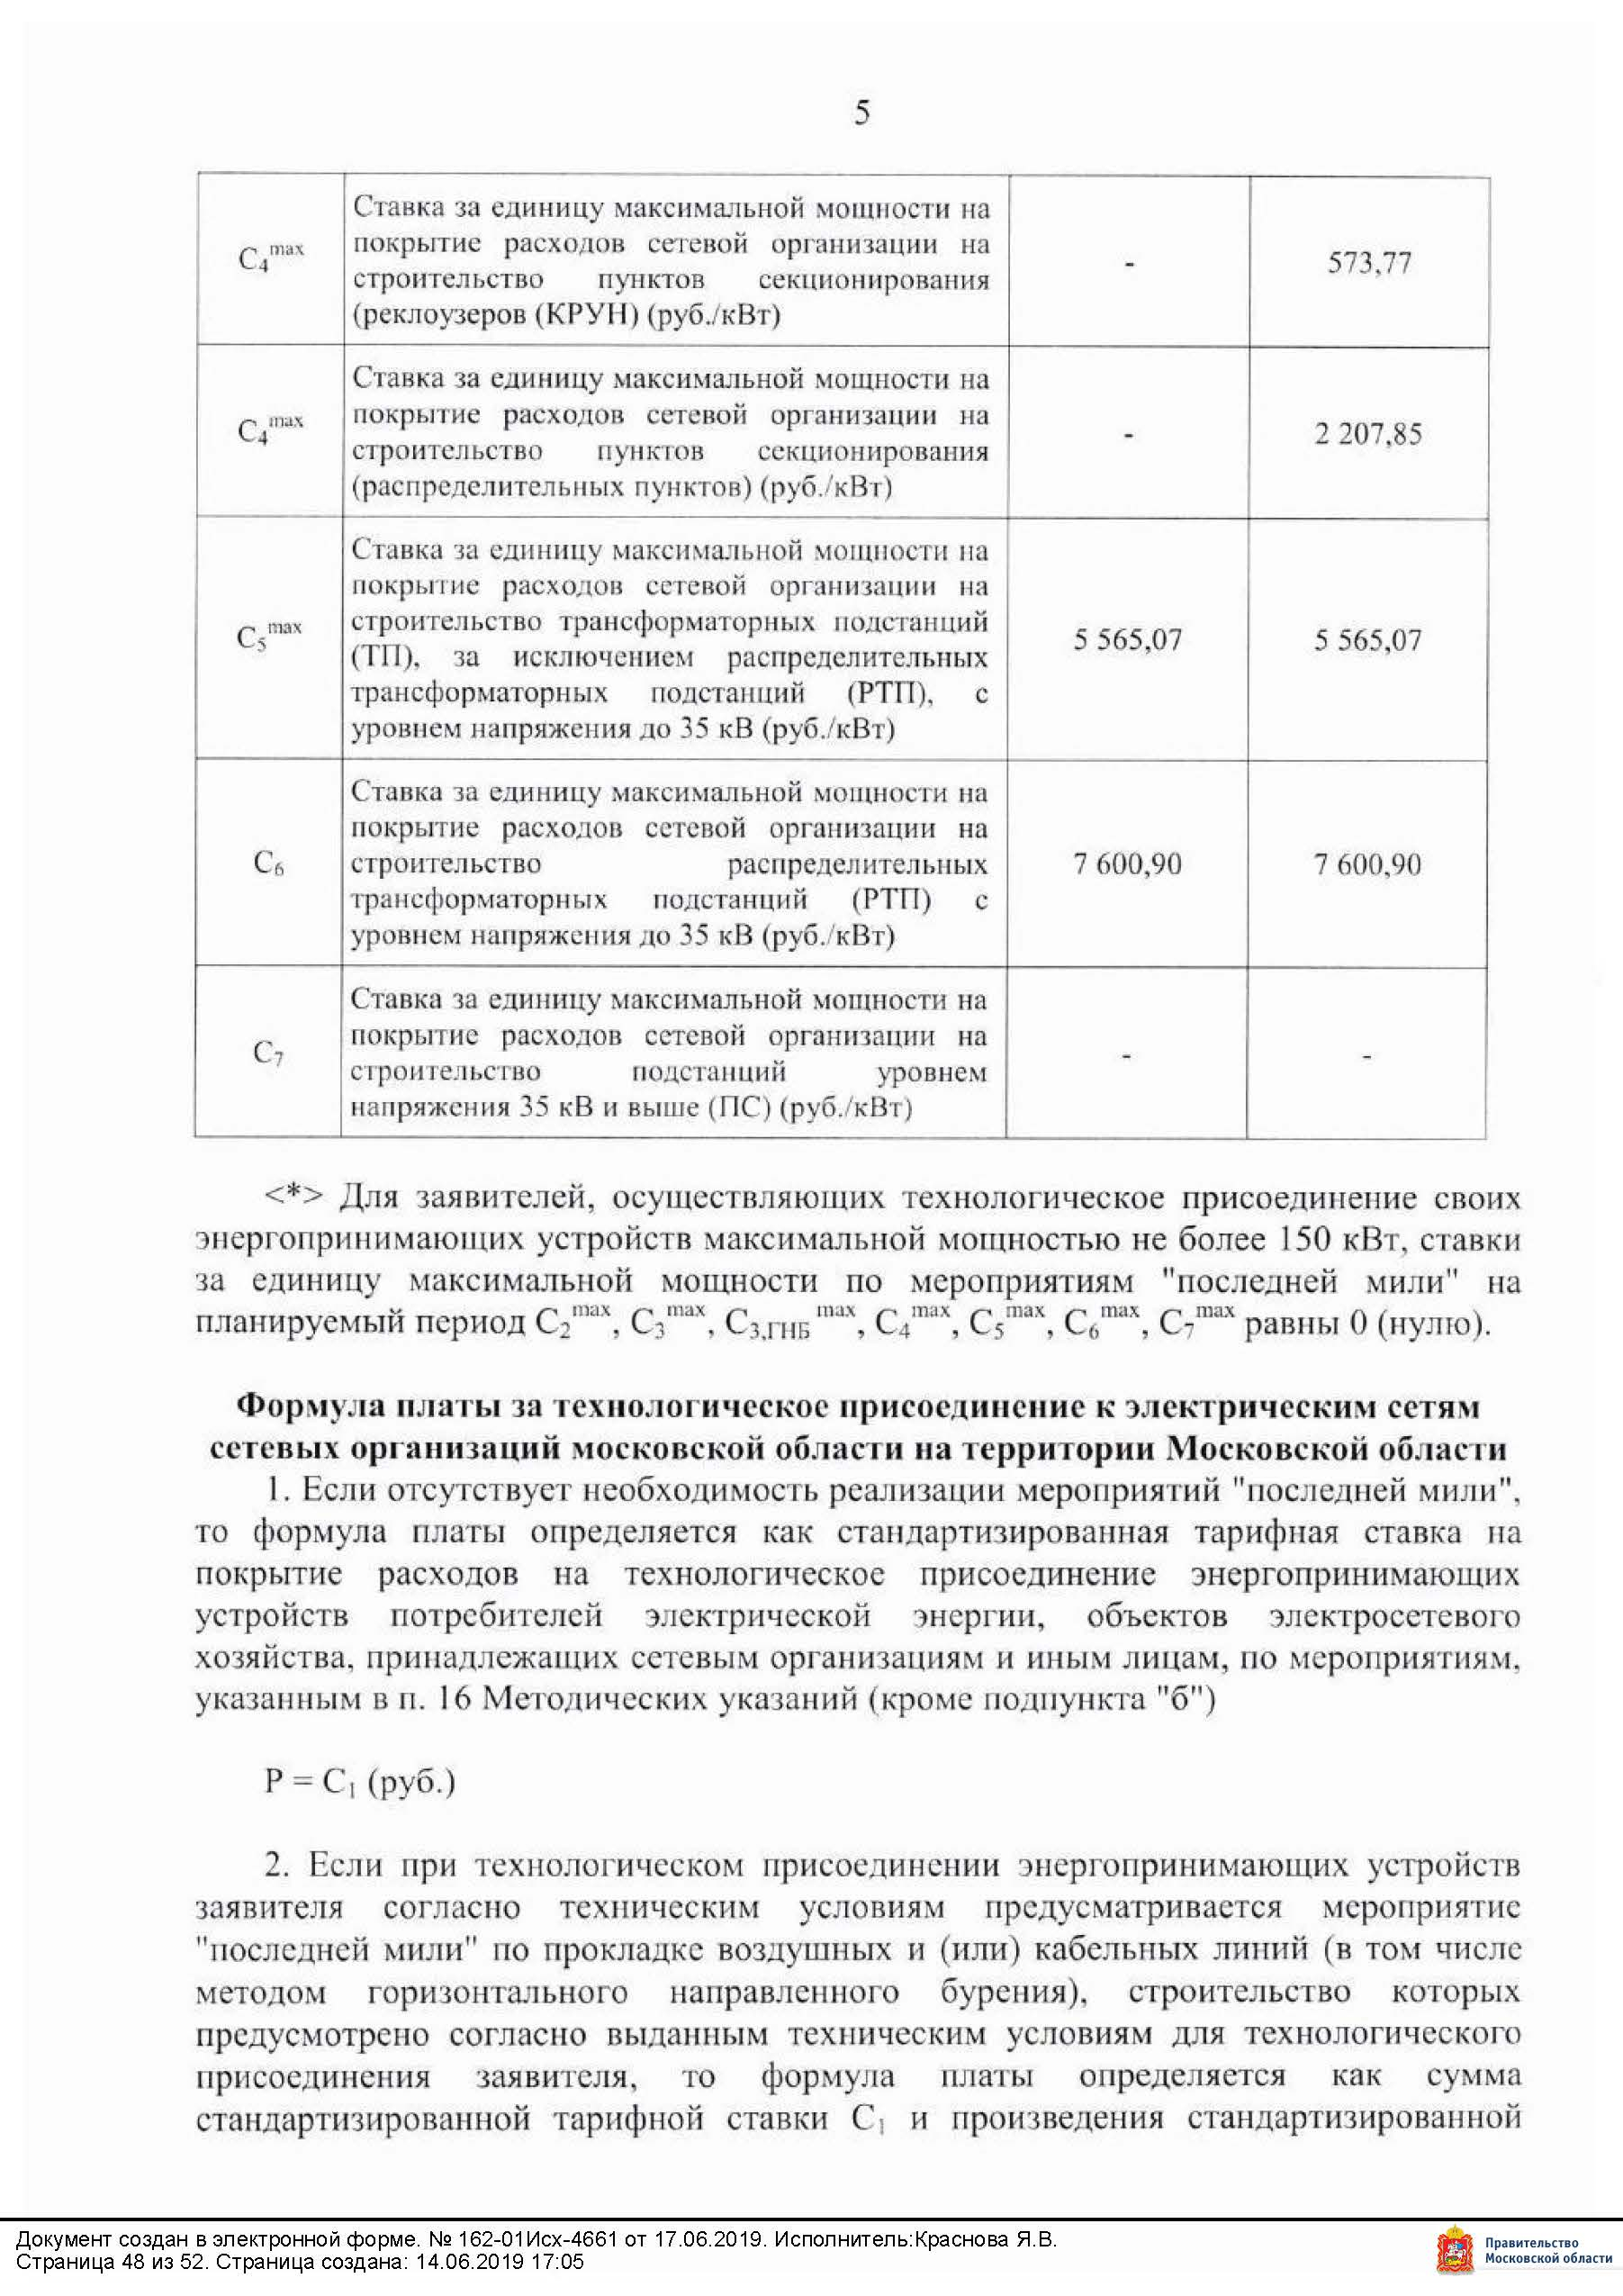 5
C₄ᵐᵃˣ
Ставка за единицу максимальной мощности на
покрытие расходов сетевой организации на
строительство пунктов секционирования
(реклоузеров (КРУН) (руб./кВт)
-
573,77
C₄ᵐᵃˣ
Ставка за единицу максимальной мощности на
покрытие расходов сетевой организации на
строительство пунктов секционирования
(распределительных пунктов) (руб./кВт)
-
2 207,85
C₅ᵐᵃˣ
Ставка за единицу максимальной мощности на
покрытие расходов сетевой организации на
строительство трансформаторных подстанций
(ТП), за исключением распределительных
трансформаторных подстанций (РТП), с
уровнем напряжения до 35 кВ (руб./кВт)
5 565,07
5 565,07
C₆
Ставка за единицу максимальной мощности на
покрытие расходов сетевой организации на
строительство распределительных
трансформаторных подстанций (РТП) с
уровнем напряжения до 35 кВ (руб./кВт)
7 600,90
7 600,90
C₇
Ставка за единицу максимальной мощности на
покрытие расходов сетевой организации на
строительство подстанций уровнем
напряжения 35 кВ и выше (ПС) (руб./кВт)
-
-
<*> Для заявителей, осуществляющих технологическое присоединение своих
энергопринимающих устройств максимальной мощностью не более 150 кВт, ставки
за единицу максимальной мощности по мероприятиям "последней мили" на
планируемый период C₂ᵐᵃˣ, C₃ᵐᵃˣ, C₃,ГНБᵐᵃˣ, C₄ᵐᵃˣ, C₅ᵐᵃˣ, C₆ᵐᵃˣ, C₇ᵐᵃˣ равны 0 (нулю).
Формула платы за технологическое присоединение к электрическим сетям
сетевых организаций московской области на территории Московской области
1. Если отсутствует необходимость реализации мероприятий "последней мили",
то формула платы определяется как стандартизированная тарифная ставка на
покрытие расходов на технологическое присоединение энергопринимающих
устройств потребителей электрической энергии, объектов электросетевого
хозяйства, принадлежащих сетевым организациям и иным лицам, по мероприятиям,
указанным в п. 16 Методических указаний (кроме подпункта "б")
P = C₁ (руб.)
2. Если при технологическом присоединении энергопринимающих устройств
заявителя согласно техническим условиям предусматривается мероприятие
"последней мили" по прокладке воздушных и (или) кабельных линий (в том числе
методом горизонтального направленного бурения), строительство которых
предусмотрено согласно выданным техническим условиям для технологического
присоединения заявителя, то формула платы определяется как сумма
стандартизированной тарифной ставки C₁ и произведения стандартизированной
Документ создан в электронной форме. № 162-01Исх-4661 от 17.06.2019. Исполнитель:Краснова Я.В.
Страница 48 из 52. Страница создана: 14.06.2019 17:05
Правительство
Московской области